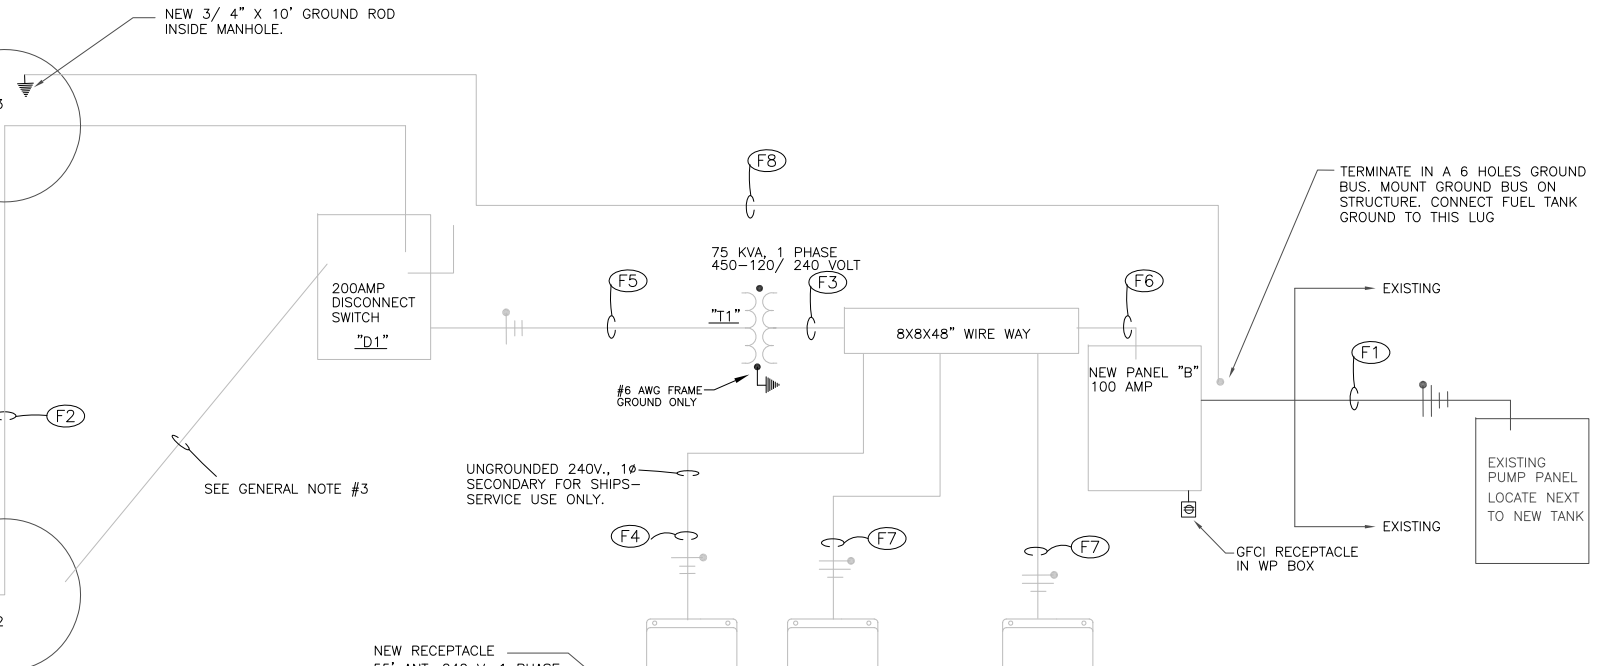 NEW 3/ 4" X 10' GROUND ROD
INSIDE MANHOLE.
3
F8
TERMINATE IN A 6 HOLES GROUND
BUS. MOUNT GROUND BUS ON
STRUCTURE. CONNECT FUEL TANK
GROUND TO THIS LUG
75 KVA, 1 PHASE
450-120/ 240 VOLT
F5
F3
F6
200AMP
DISCONNECT
SWITCH
"D1"
"T1"
8X8X48" WIRE WAY
EXISTING
F1
NEW PANEL "B"
100 AMP
#6 AWG FRAME
GROUND ONLY
F2
SEE GENERAL NOTE #3
UNGROUNDED 240V., 1ø
SECONDARY FOR SHIPS-
SERVICE USE ONLY.
EXISTING
PUMP PANEL
LOCATE NEXT
TO NEW TANK
EXISTING
F4
F7
F7
GFCI RECEPTACLE
IN WP BOX
2
NEW RECEPTACLE